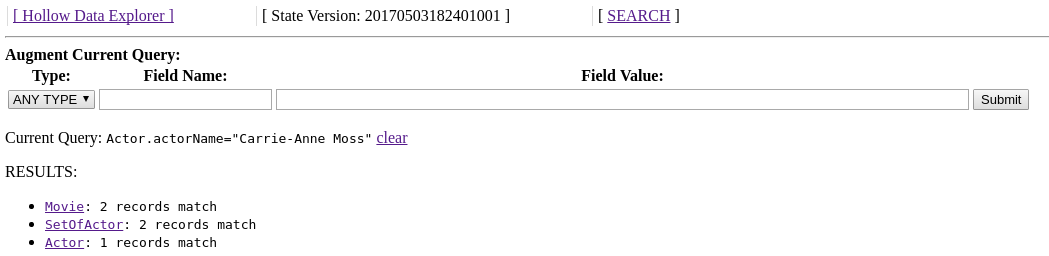 [ Hollow Data Explorer ] [ State Version: 20170503182401001 ] [ SEARCH ]
Augment Current Query:
Type: Field Name: Field Value:
ANY TYPE ▼ Submit
Current Query: Actor.actorName="Carrie-Anne Moss" clear
RESULTS:
• Movie: 2 records match
• SetOfActor: 2 records match
• Actor: 1 records match